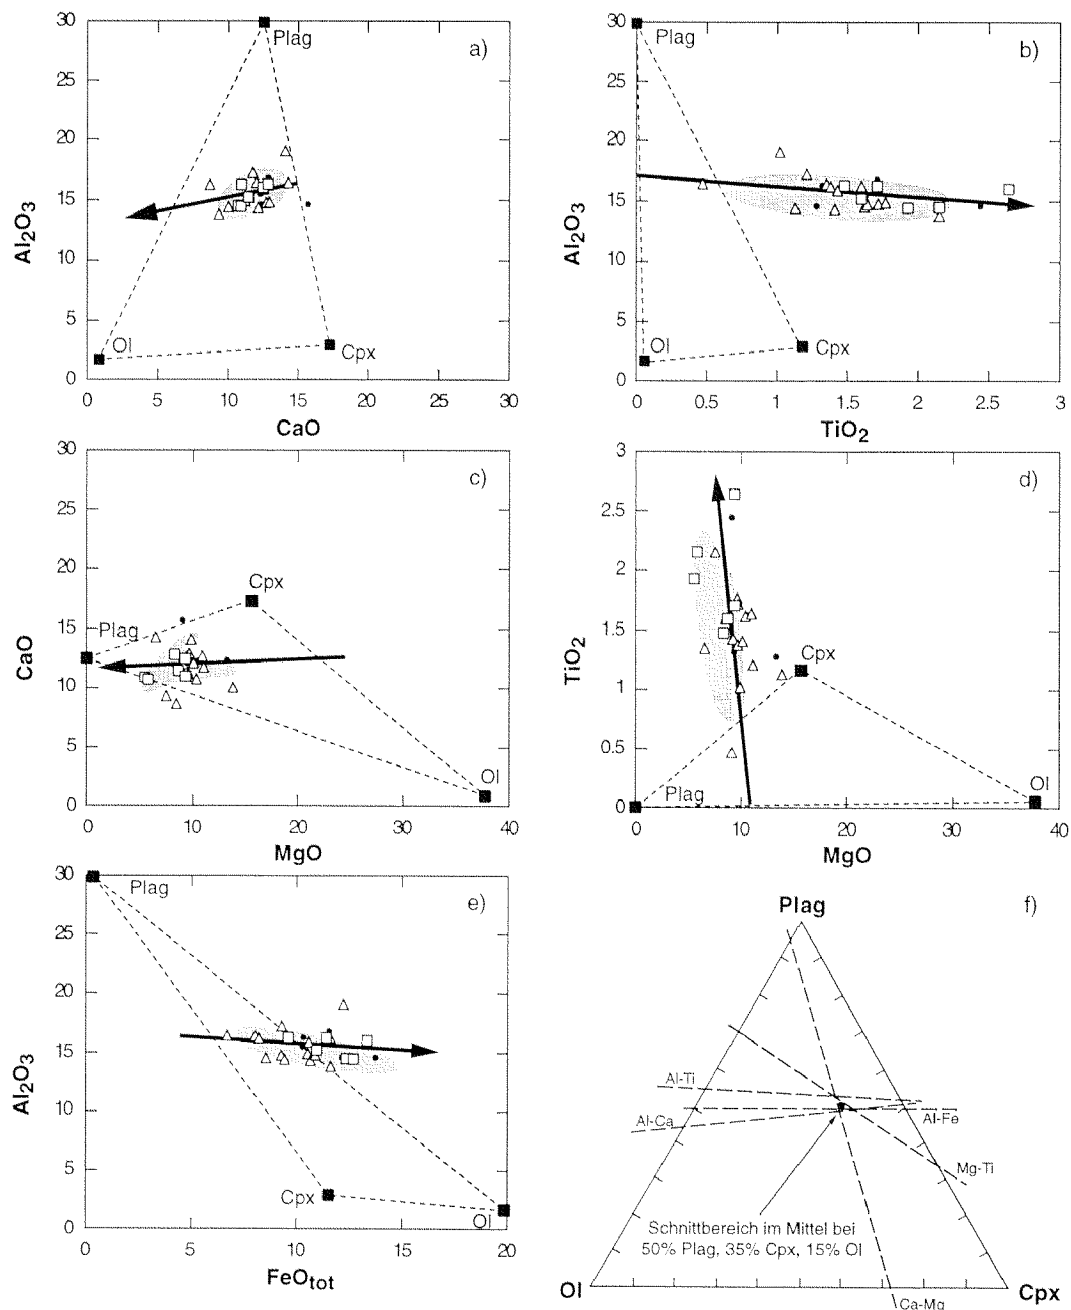 a)
Plag
Al2O3
30
25
20
15
10
5
0
Ol
Cpx
0 5 10 15 20 25 30
CaO
b)
Plag
Al2O3
30
25
20
15
10
5
0
Ol
Cpx
0 0.5 1 1.5 2 2.5 3
TiO2
c)
CaO
30
25
20
15
10
5
0
Cpx
Plag
Ol
0 10 20 30 40
MgO
d)
TiO2
3
2.5
2
1.5
1
0.5
0
Cpx
Plag
Ol
0 10 20 30 40
MgO
e)
Plag
Al2O3
30
25
20
15
10
5
0
Cpx
Ol
0 5 10 15 20
FeOtot
f)
Plag
Al-Ti
Al-Ca
Al-Fe
Mg-Ti
Schnittbereich im Mittel bei
50% Plag, 35% Cpx, 15% Ol
Ol
Cpx
Ca-Mg